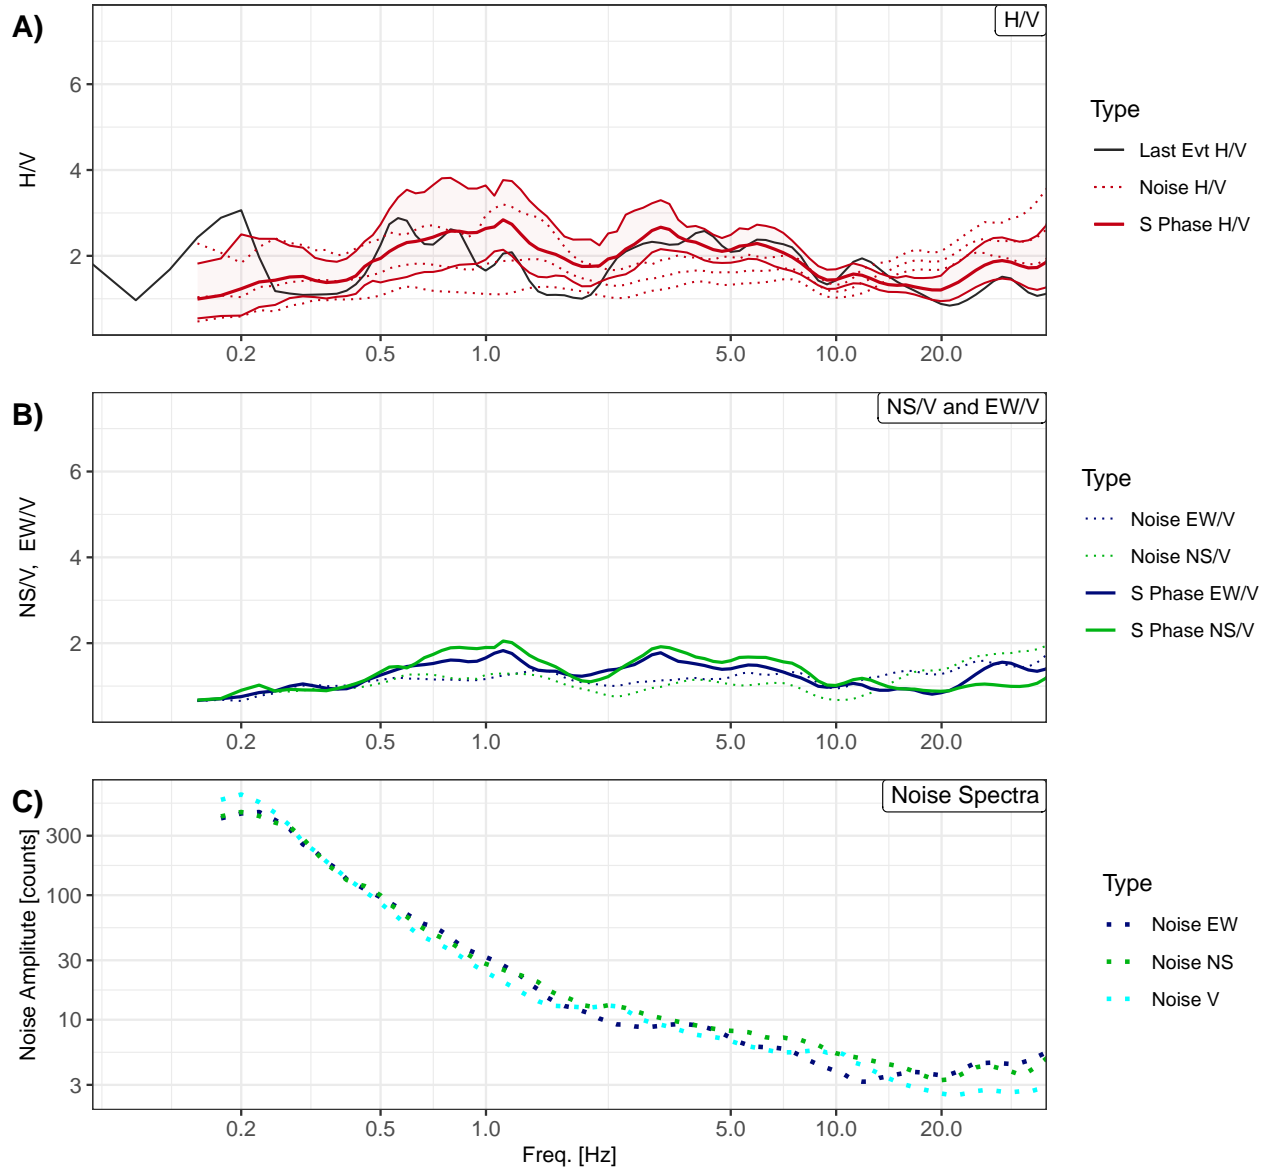 A)
H/V
H/V
6
4
2
0.2 0.5 1.0 5.0 10.0 20.0
Type
Last Evt H/V
Noise H/V
S Phase H/V
B)
NS/V and EW/V
NS/V, EW/V
6
4
2
0.2 0.5 1.0 5.0 10.0 20.0
Type
Noise EW/V
Noise NS/V
S Phase EW/V
S Phase NS/V
C)
Noise Spectra
Noise Amplitute [counts]
300
100
30
10
3
0.2 0.5 1.0 5.0 10.0 20.0
Freq. [Hz]
Type
Noise EW
Noise NS
Noise V